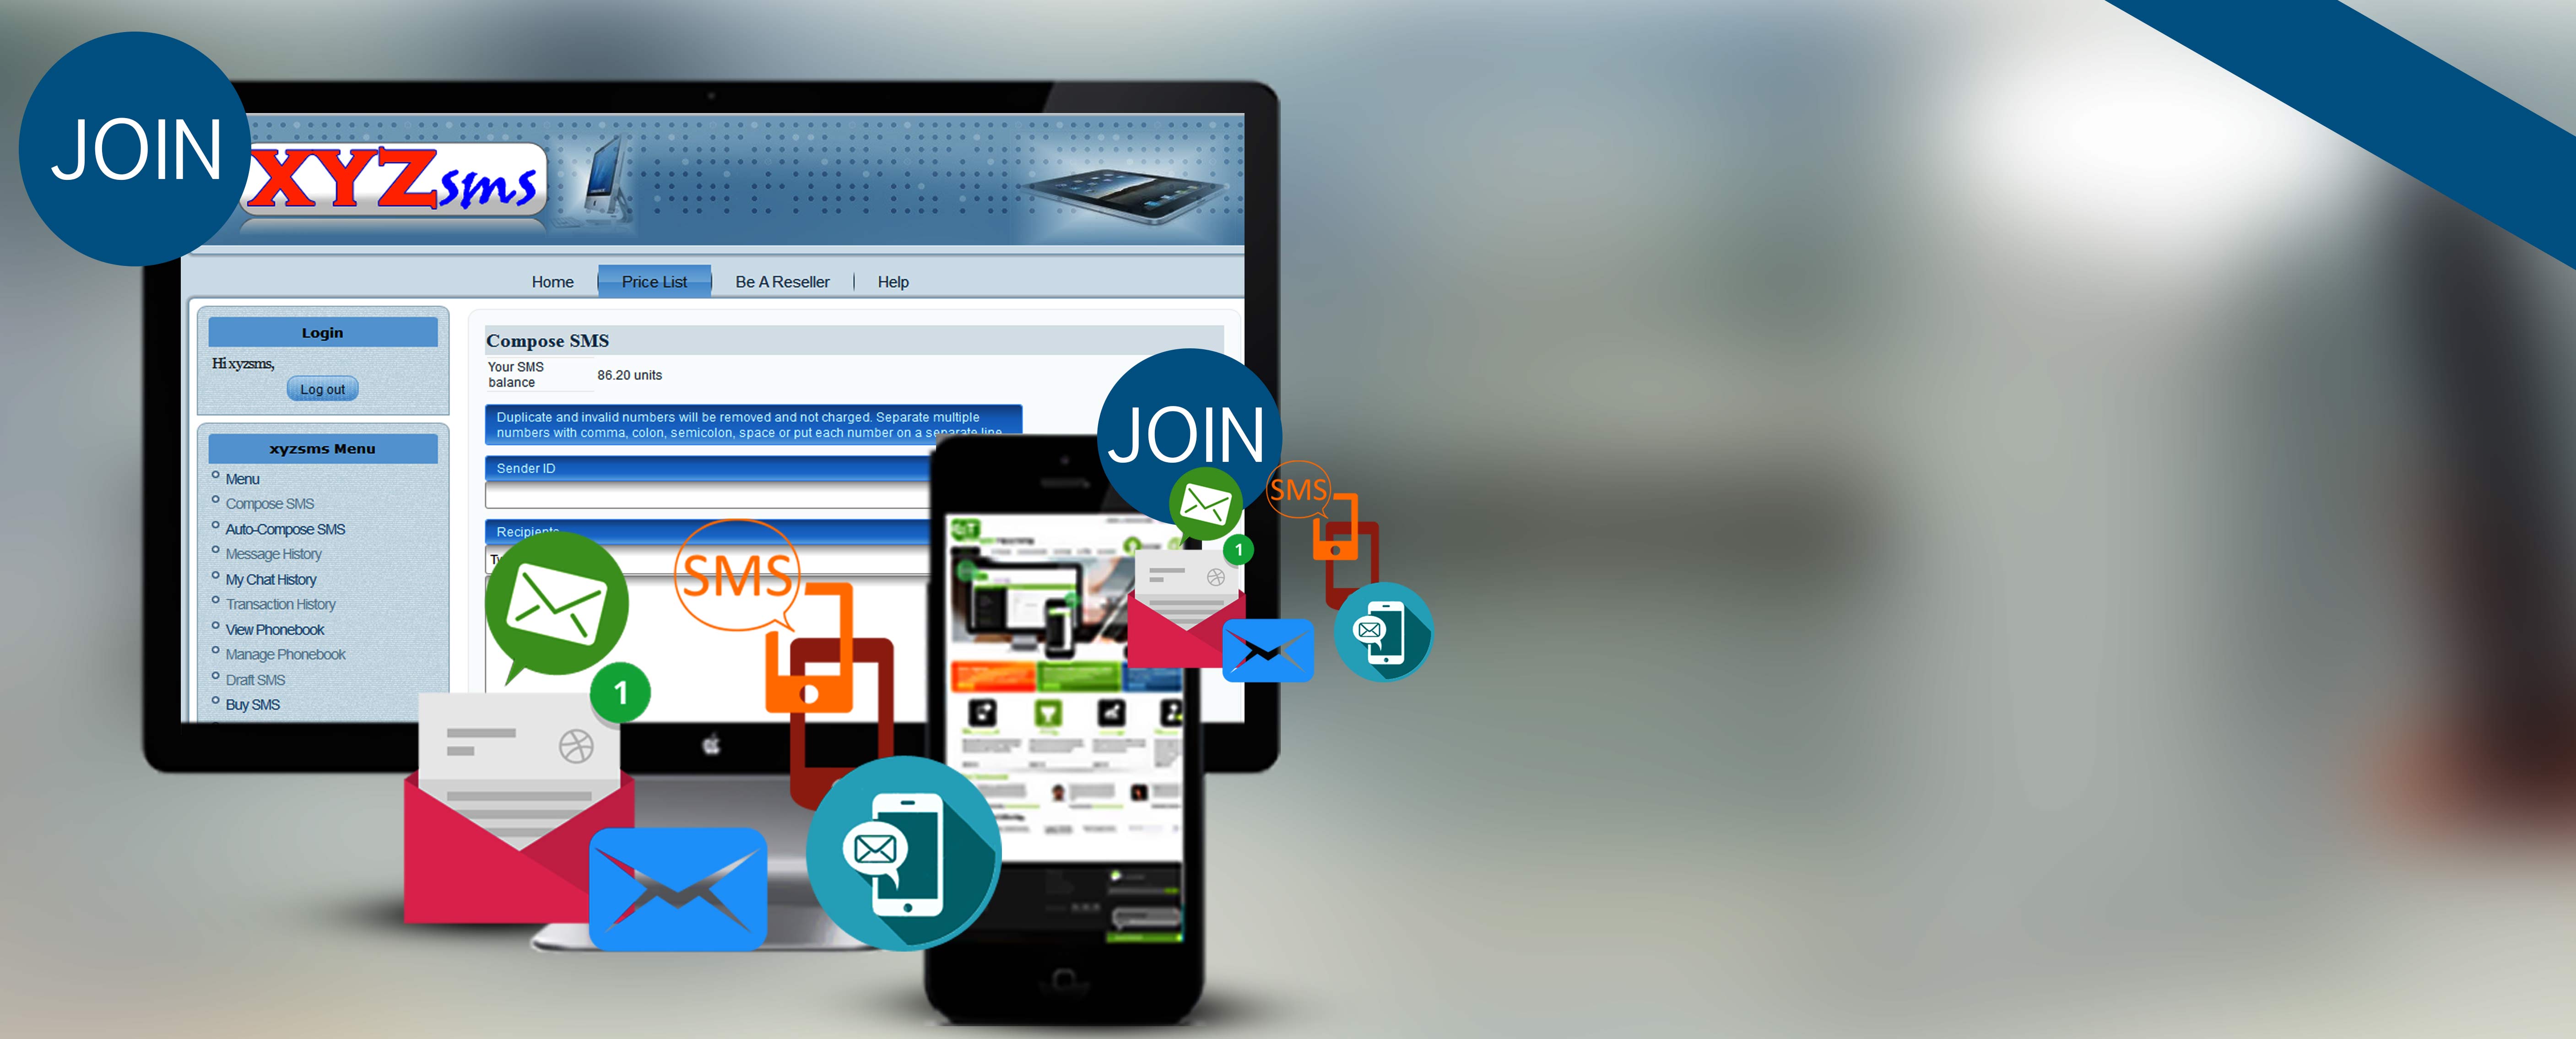 JOIN
XYZsms
Home
Price List
Be A Reseller
Help
Login
Hi xyzsms,
Log out
xyzsms Menu
Menu
Compose SMS
Auto-Compose SMS
Message History
My Chat History
Transaction History
View Phonebook
Manage Phonebook
Draft SMS
Buy SMS
Compose SMS
Your SMS
balance
86.20 units
Duplicate and invalid numbers will be removed and not charged. Separate multiple
numbers with comma, colon, semicolon, space or put each number on a separate line
Sender ID
Recipients
SMS
1
JOIN
SMS
1